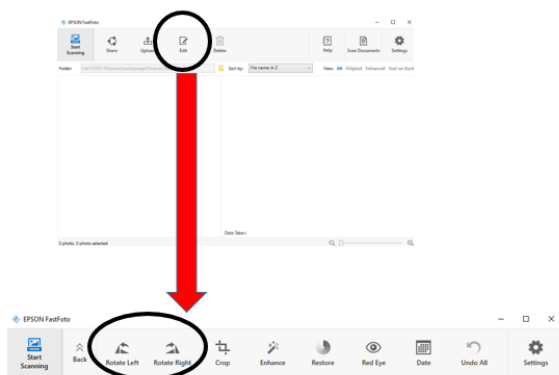 EPSON FastFoto
Start Scanning Share Upload Edit Delete Help Scan Documents Settings
Folder: Sort by: File name: A-Z View: All Original Enhanced Text on Back
Date Taken:
0 photo, 0 photo selected
EPSON FastFoto
Start Scanning Back Rotate Left Rotate Right Crop Enhance Restore Red Eye Date Undo All Settings